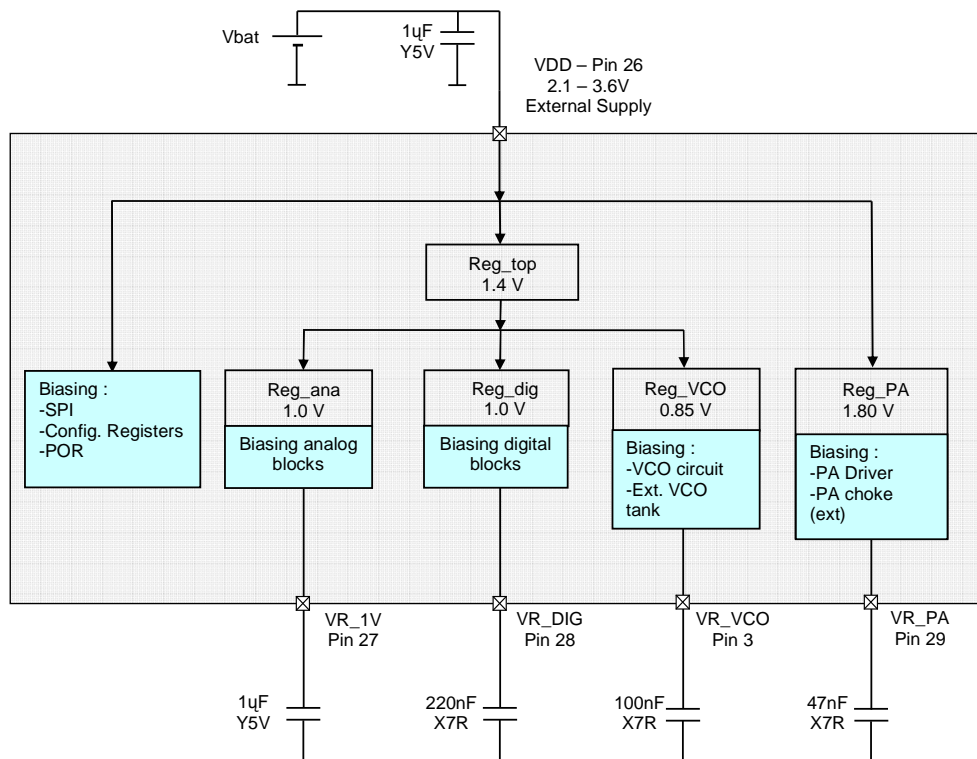 Vbat
1ɥF
Y5V
VDD – Pin 26
2.1 – 3.6V
External Supply
Reg_top
1.4 V
Biasing :
-SPI
-Config. Registers
-POR
Reg_ana
1.0 V
Biasing analog
blocks
Reg_dig
1.0 V
Biasing digital
blocks
Reg_VCO
0.85 V
Biasing :
-VCO circuit
-Ext. VCO
tank
Reg_PA
1.80 V
Biasing :
-PA Driver
-PA choke
(ext)
VR_1V
Pin 27
VR_DIG
Pin 28
VR_VCO
Pin 3
VR_PA
Pin 29
1ɥF
Y5V
220nF
X7R
100nF
X7R
47nF
X7R